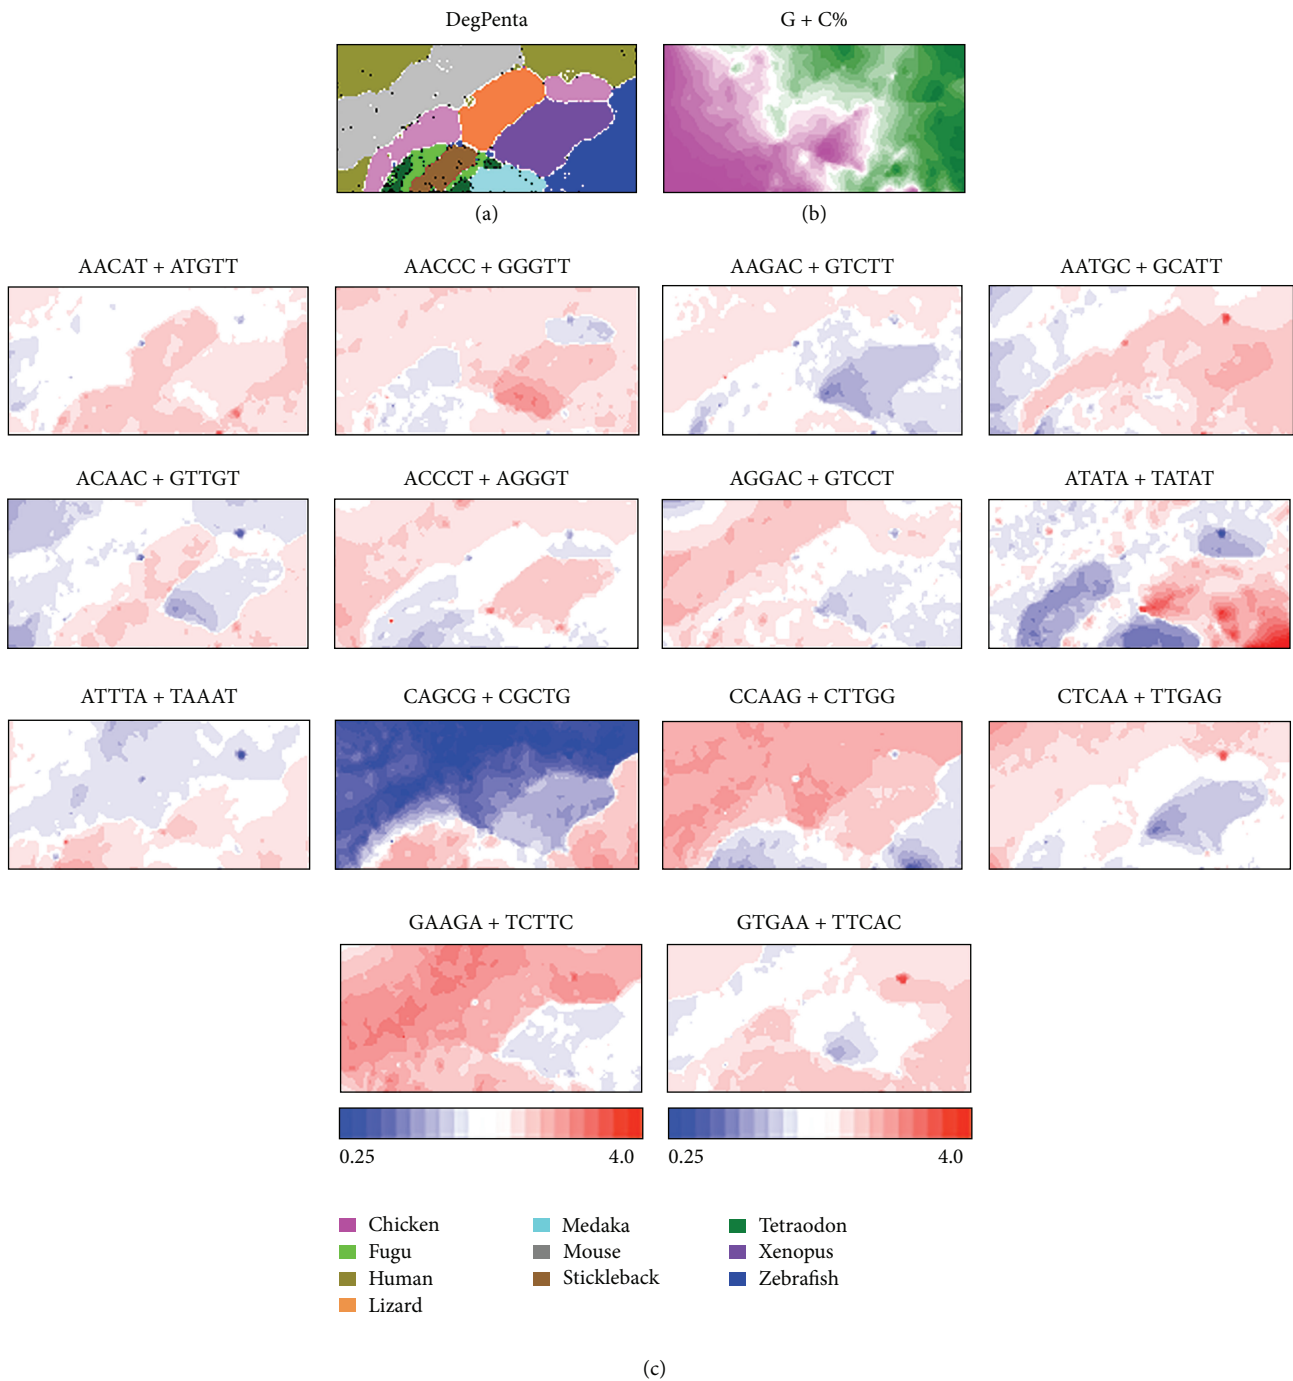 DegPenta
G + C%
(a)
(b)
AACAT + ATGTT
AACCC + GGGTT
AAGAC + GTCTT
AATGC + GCATT
ACAAC + GTTGT
ACCCT + AGGGT
AGGAC + GTCCT
ATATA + TATAT
ATTTA + TAAAT
CAGCG + CGCTG
CCAAG + CTTGG
CTCAA + TTGAG
GAAGA + TCTTC
GTGAA + TTCAC
0.25
4.0
0.25
4.0
Chicken
Fugu
Human
Lizard
Medaka
Mouse
Stickleback
Tetraodon
Xenopus
Zebrafish
(c)